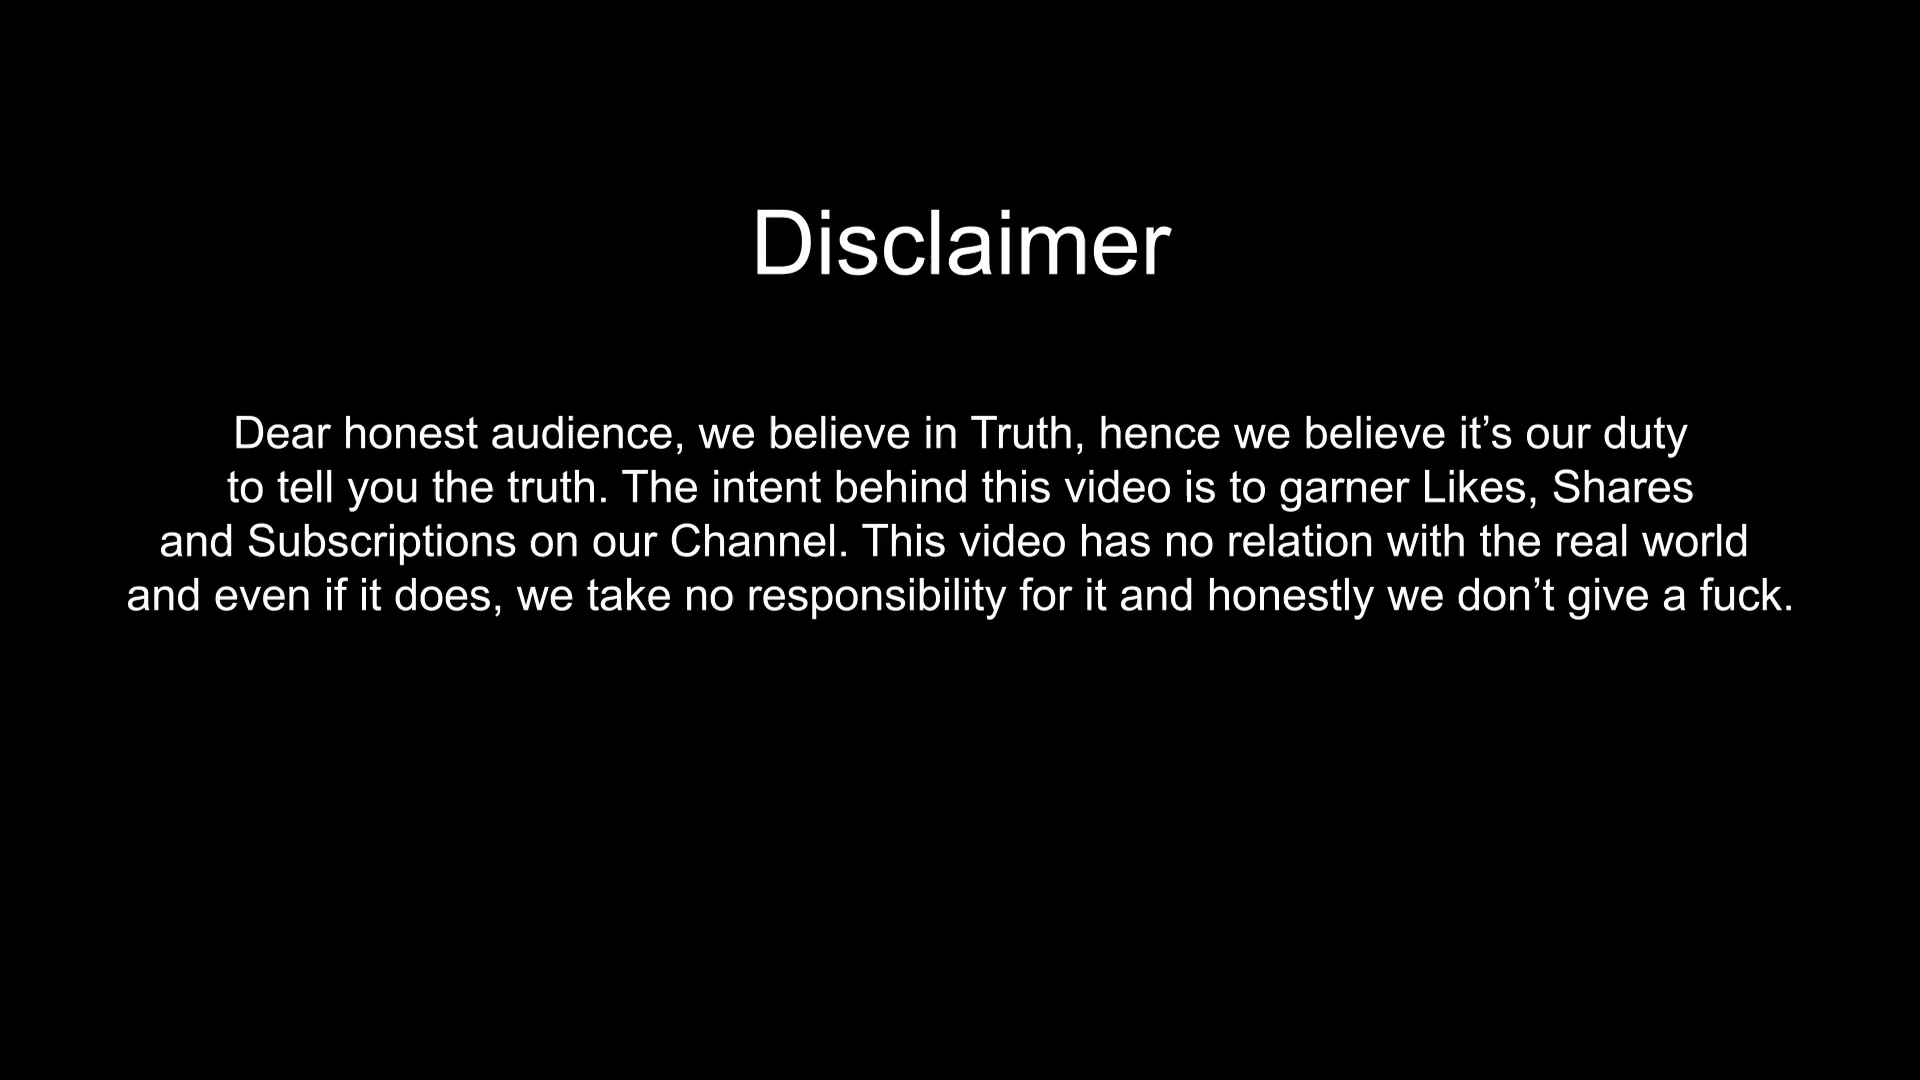 Disclaimer
Dear honest audience, we believe in Truth, hence we believe it’s our duty
to tell you the truth. The intent behind this video is to garner Likes, Shares
and Subscriptions on our Channel. This video has no relation with the real world
and even if it does, we take no responsibility for it and honestly we don’t give a fuck.